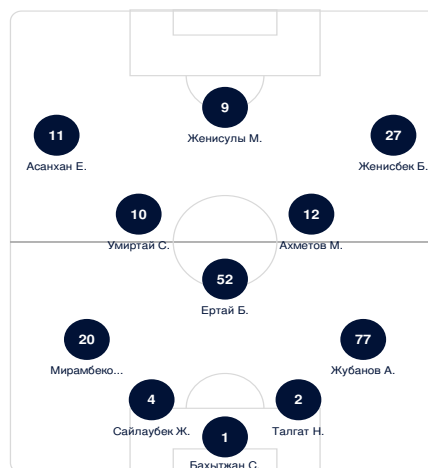 9
Женисулы М.
11
Асанхан Е.
27
Женисбек Б.
10
Умиртай С.
12
Ахметов М.
52
Ертай Б.
20
Мирамбеко...
77
Жубанов А.
4
Сайлаубек Ж.
2
Талгат Н.
1
Бахытжан С